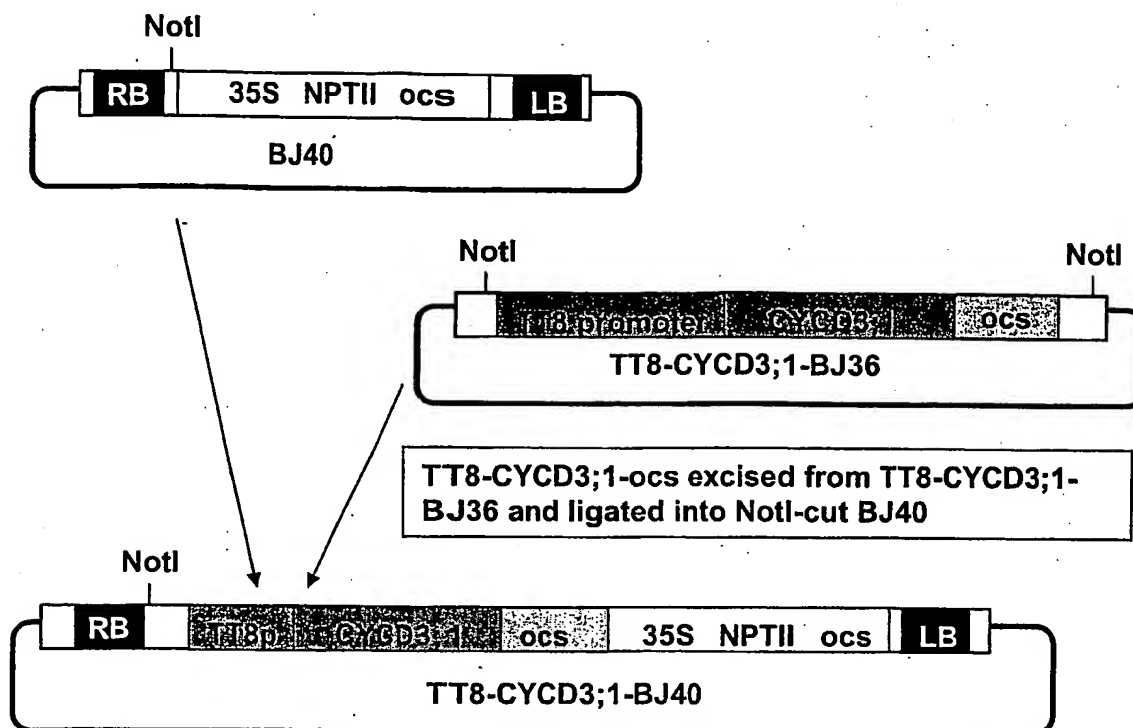 NotI
RB 35S NPTII ocs LB
BJ40
NotI NotI
TT8 promoter CYCD3;1 ocs
TT8-CYCD3;1-BJ36
TT8-CYCD3;1-ocs excised from TT8-CYCD3;1-
BJ36 and ligated into NotI-cut BJ40
NotI
RB TT8p CYCD3;1 ocs 35S NPTII ocs LB
TT8-CYCD3;1-BJ40